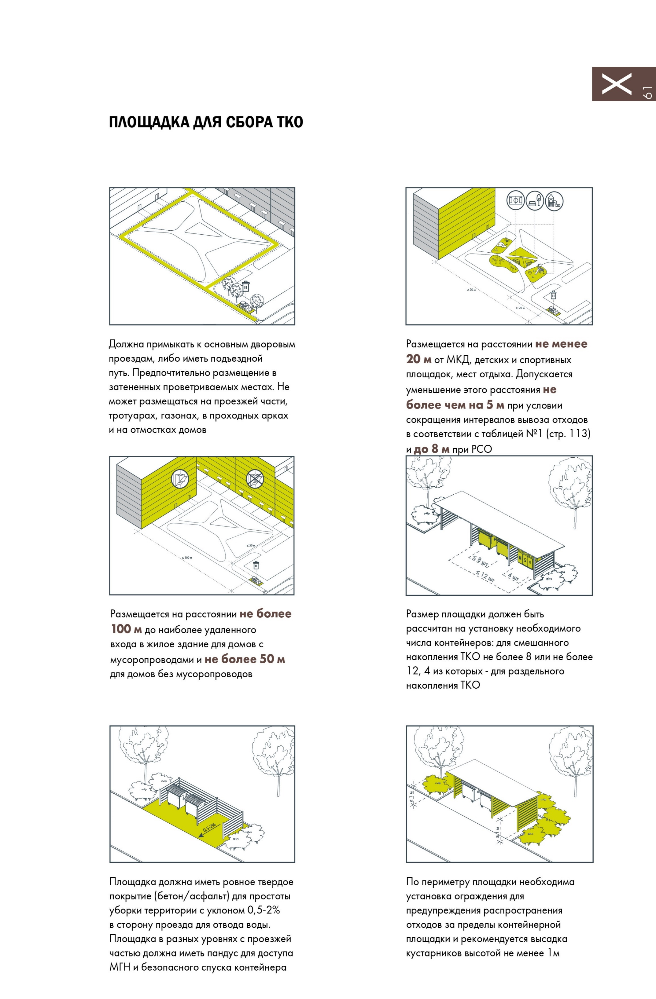 X
61
ПЛОЩАДКА ДЛЯ СБОРА ТКО
Должна примыкать к основным дворовым
проездам, либо иметь подъездной
путь. Предпочтительно размещение в
затененных проветриваемых местах. Не
может размещаться на проезжей части,
тротуарах, газонах, в проходных арках
и на отмостках домов
≥ 20 м
≥ 20 м
Размещается на расстоянии не менее
20 м от МКД, детских и спортивных
площадок, мест отдыха. Допускается
уменьшение этого расстояния не
более чем на 5 м при условии
сокращения интервалов вывоза отходов
в соответствии с таблицей №1 (стр. 113)
и до 8 м при РСО
≤ 50 м
≤ 100 м
Размещается на расстоянии не более
100 м до наиболее удаленного
входа в жилое здание для домов с
мусоропроводами и не более 50 м
для домов без мусоропроводов
≤ 8 шт
≤ 12 шт
4 шт
Размер площадки должен быть
рассчитан на установку необходимого
числа контейнеров: для смешанного
накопления ТКО не более 8 или не более
12, 4 из которых - для раздельного
накопления ТКО
0,5-2%
Площадка должна иметь ровное твердое
покрытие (бетон/асфальт) для простоты
уборки территории с уклоном 0,5-2%
в сторону проезда для отвода воды.
Площадка в разных уровнях с проезжей
частью должна иметь пандус для доступа
МГН и безопасного спуска контейнера
≥ 1 м
≥ 1 м
По периметру площадки необходима
установка ограждения для
предупреждения распространения
отходов за пределы контейнерной
площадки и рекомендуется высадка
кустарников высотой не менее 1м